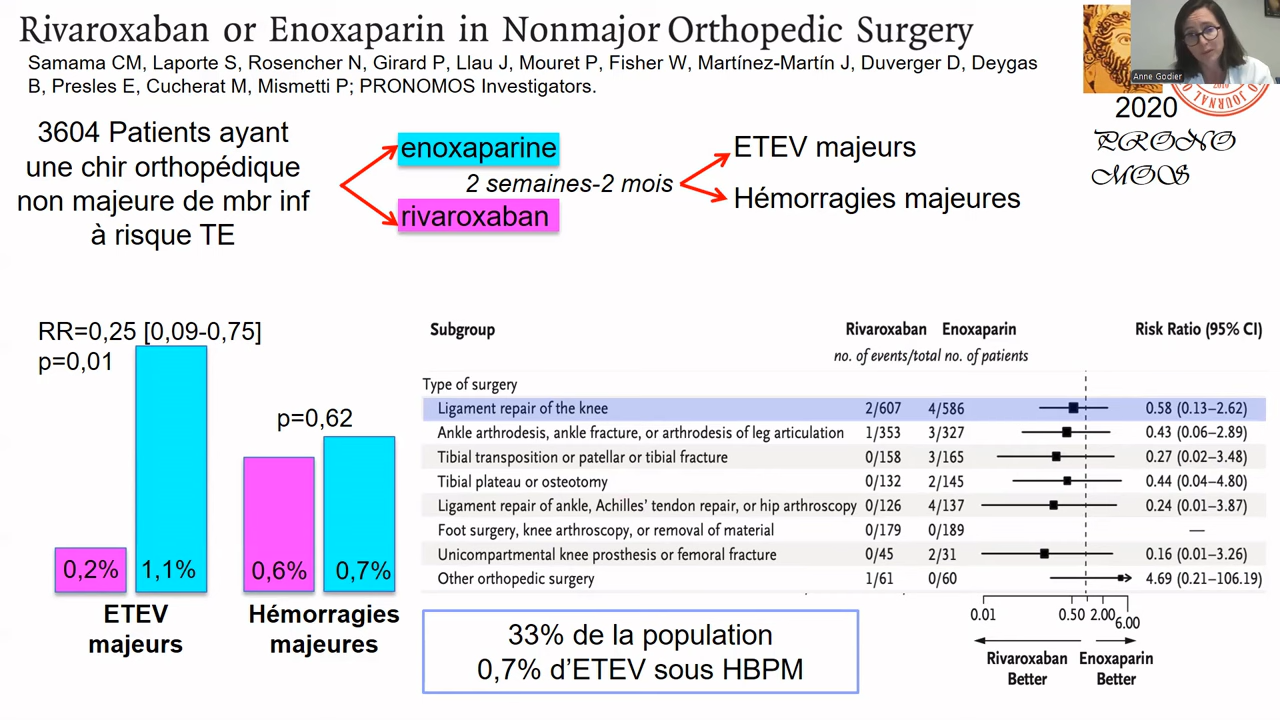 Rivaroxaban or Enoxaparin in Nonmajor Orthopedic Surgery
Samama CM, Laporte S, Rosencher N, Girard P, Llau J, Mouret P, Fisher W, Martínez-Martín J, Duverger D, Deygas
B, Presles E, Cucherat M, Mismetti P; PRONOMOS Investigators.
Anne Godier
JOURNAL O
2020
PRONO
MOS
3604 Patients ayant
une chir orthopédique
non majeure de mbr inf
à risque TE
enoxaparine
2 semaines-2 mois
rivaroxaban
ETEV majeurs
Hémorragies majeures
RR=0,25 [0,09-0,75]
p=0,01
p=0,62
0,2% 1,1% 0,6% 0,7%
ETEV
majeurs
Hémorragies
majeures
Subgroup Rivaroxaban Enoxaparin Risk Ratio (95% CI)
no. of events/total no. of patients
Type of surgery
Ligament repair of the knee 2/607 4/586 0.58 (0.13–2.62)
Ankle arthrodesis, ankle fracture, or arthrodesis of leg articulation 1/353 3/327 0.43 (0.06–2.89)
Tibial transposition or patellar or tibial fracture 0/158 3/165 0.27 (0.02–3.48)
Tibial plateau or osteotomy 0/132 2/145 0.44 (0.04–4.80)
Ligament repair of ankle, Achilles' tendon repair, or hip arthroscopy 0/126 4/137 0.24 (0.01–3.87)
Foot surgery, knee arthroscopy, or removal of material 0/179 0/189 —
Unicompartmental knee prosthesis or femoral fracture 0/45 2/31 0.16 (0.01–3.26)
Other orthopedic surgery 1/61 0/60 4.69 (0.21–106.19)
0.01 0.50 2.00 6.00
Rivaroxaban Better
Enoxaparin Better
33% de la population
0,7% d'ETEV sous HBPM